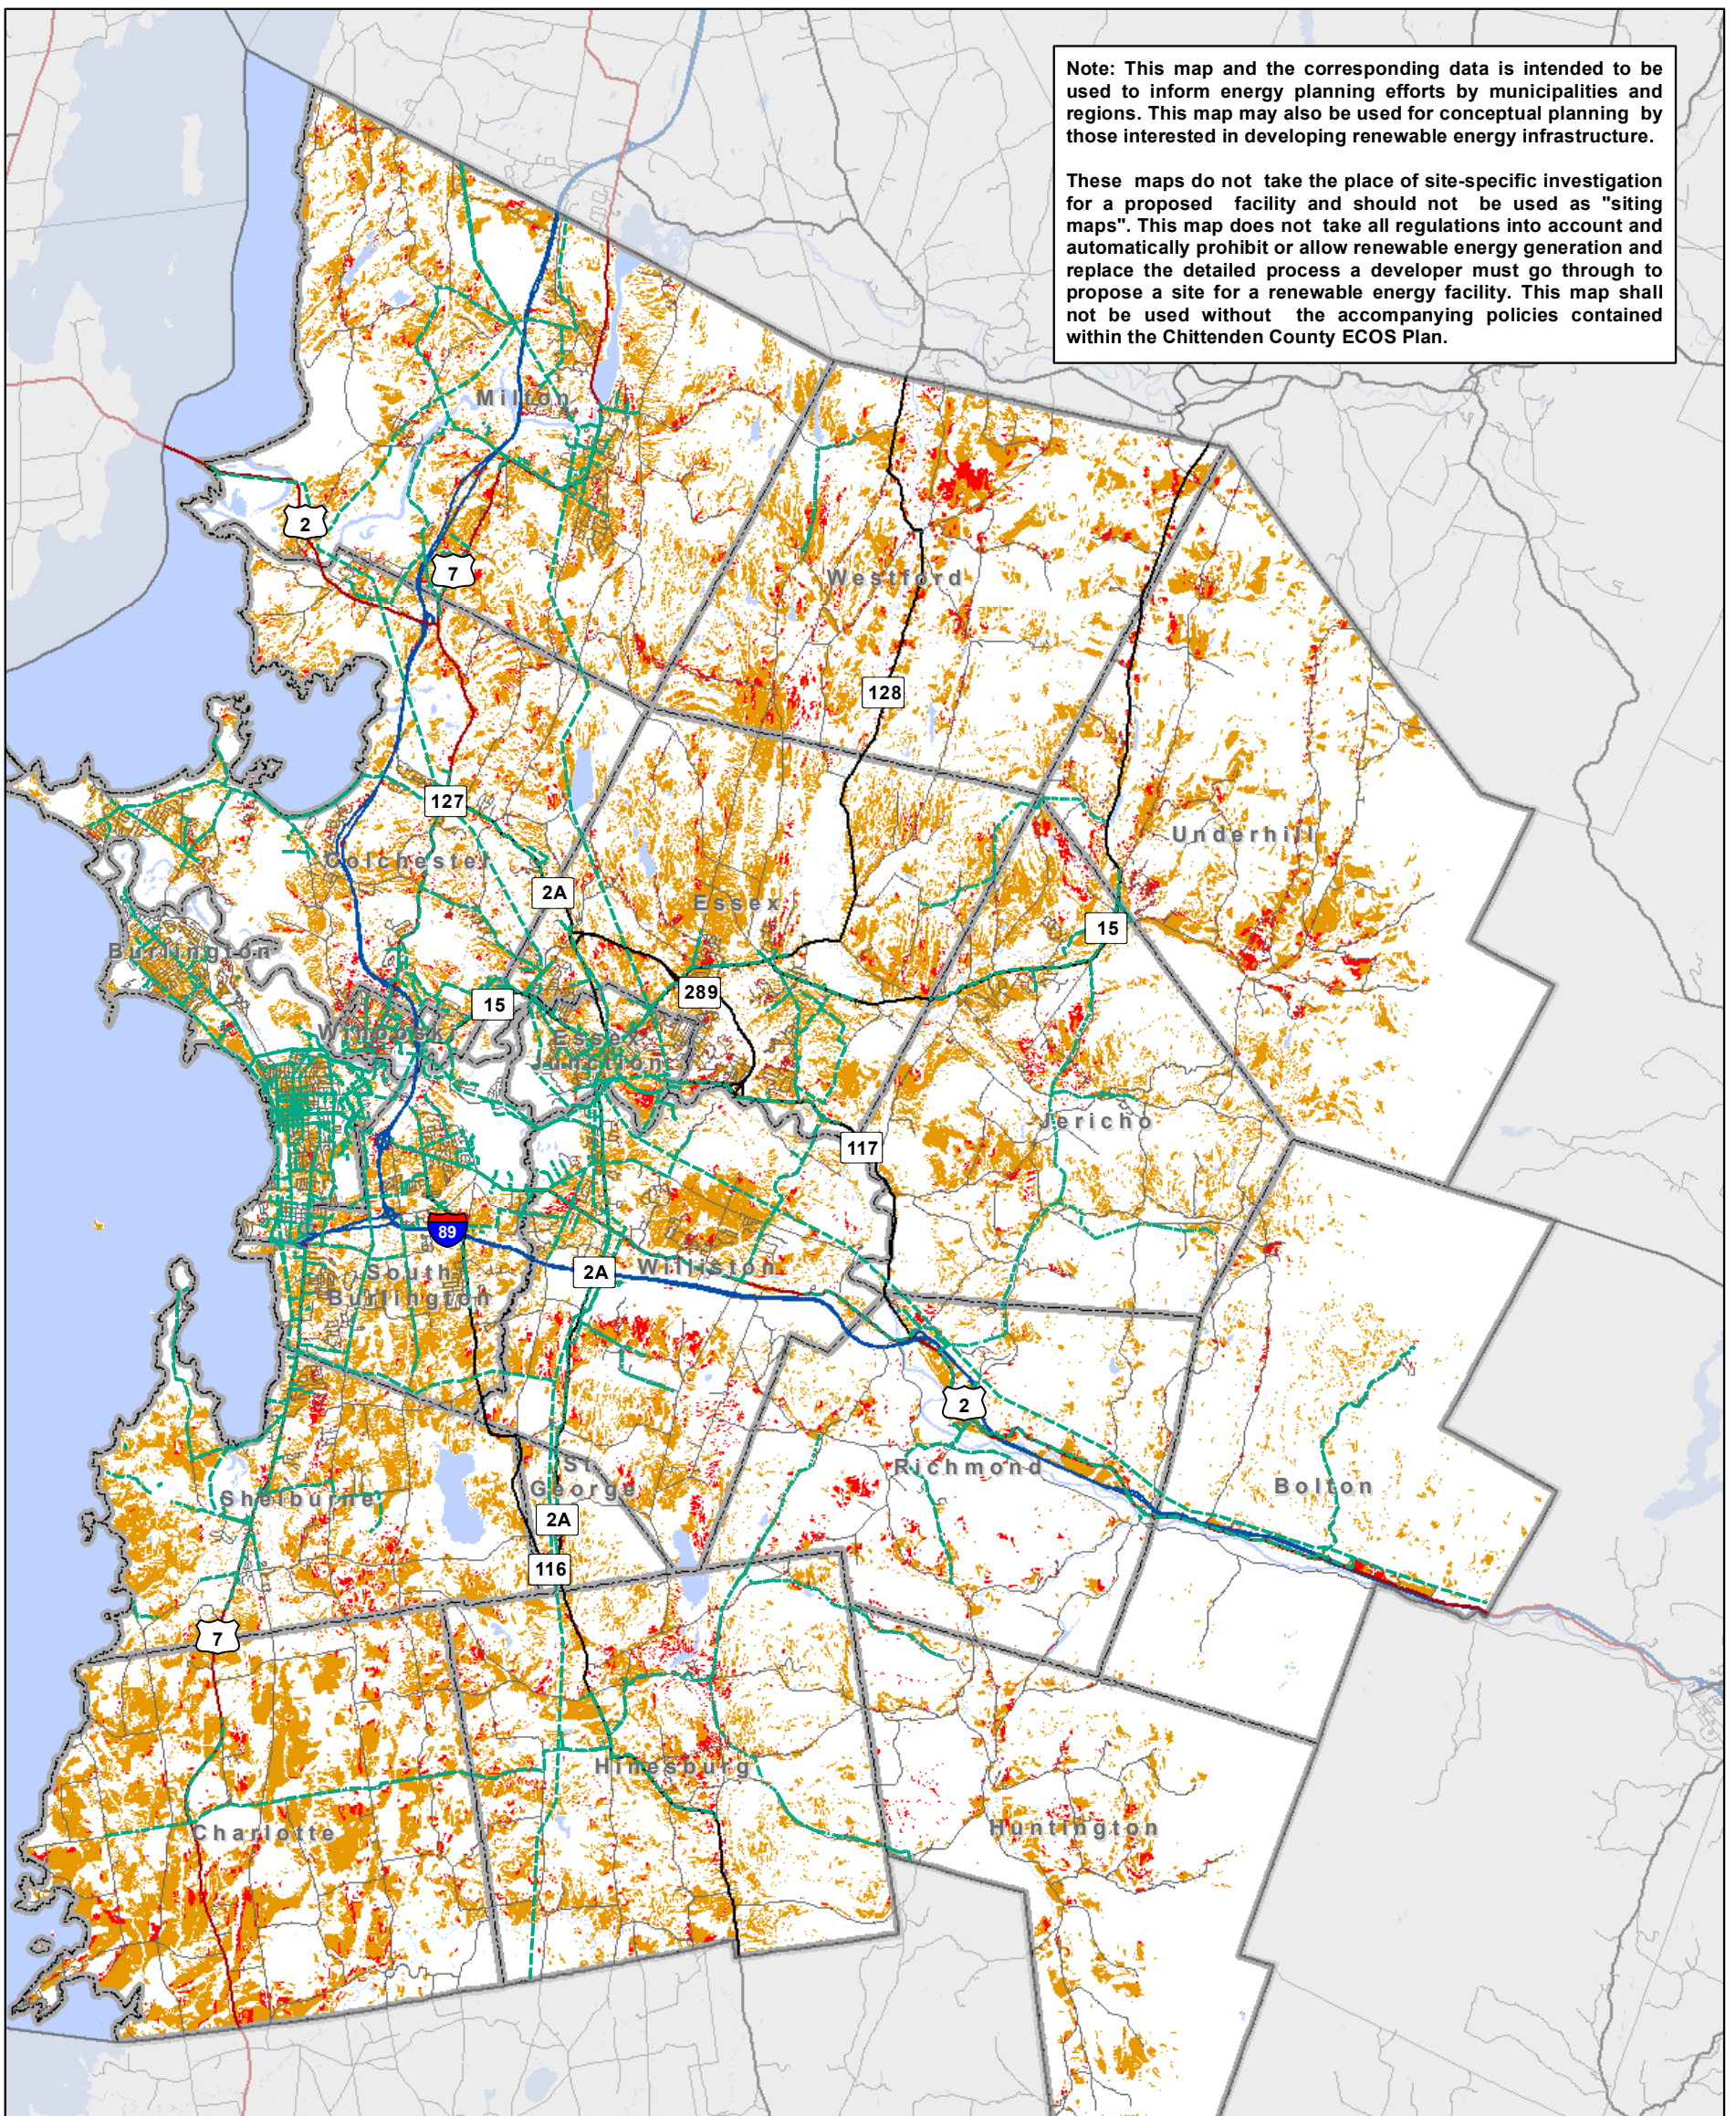 Note: This map and the corresponding data is intended to be
used to inform energy planning efforts by municipalities and
regions. This map may also be used for conceptual planning by
those interested in developing renewable energy infrastructure.
These maps do not take the place of site-specific investigation
for a proposed facility and should not be used as "siting
maps". This map does not take all regulations into account and
automatically prohibit or allow renewable energy generation and
replace the detailed process a developer must go through to
propose a site for a renewable energy facility. This map shall
not be used without the accompanying policies contained
within the Chittenden County ECOS Plan.
Milton
2
7
Westford
128
127
Underhill
Colchester
2A
Essex
15
Burlington
289
15
Winooski
Essex
Junction
Jericho
117
89
2A
Williston
South
Burlington
2
Richmond
St
George
Bolton
Shelburne
2A
116
7
Hinesburg
Charlotte
Huntington